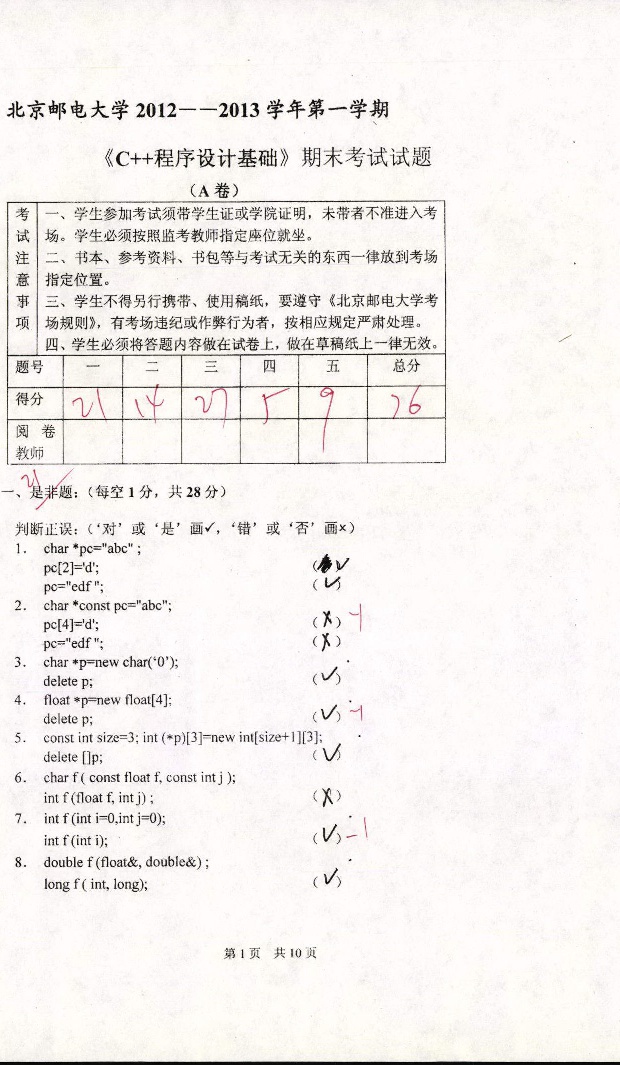 北京邮电大学 2012——2013 学年第一学期
《C++程序设计基础》期末考试试题
（A 卷）
考试注意事项
一、学生参加考试须带学生证或学院证明，未带者不准进入考
场。学生必须按照监考教师指定座位就坐。
二、书本、参考资料、书包等与考试无关的东西一律放到考场
指定位置。
三、学生不得另行携带、使用稿纸，要遵守《北京邮电大学考
场规则》，有考场违纪或作弊行为者，按相应规定严肃处理。
四、学生必须将答题内容做在试卷上，做在草稿纸上一律无效。
题号 一 二 三 四 五 总分
得分 21 14 27 5 9 76
阅 卷
教师
21
一、是非题：（每空 1 分，共 28 分）
判断正误：（‘对’或‘是’画✓，‘错’或‘否’画×）
1. char *pc="abc" ;
pc[2]='d'; (✓)
pc="edf "; (✓)
2. char *const pc="abc";
pc[4]='d'; (×) -1
pc="edf "; (×)
3. char *p=new char(‘0’);
delete p; (✓)
4. float *p=new float[4];
delete p; (✓) -1
5. const int size=3; int (*p)[3]=new int[size+1][3];
delete []p; (✓)
6. char f ( const float f, const int j );
int f (float f, int j) ; (×)
7. int f (int i=0,int j=0);
int f (int i); (✓) -1
8. double f (float&, double&) ;
long f ( int, long); (✓)
第 1 页 共 10 页